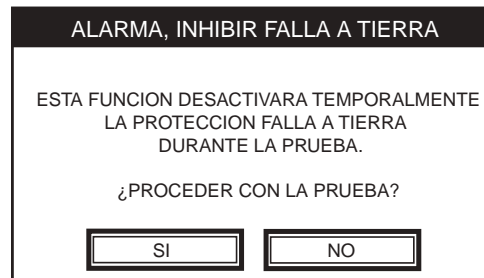 ALARMA, INHIBIR FALLA A TIERRA
ESTA FUNCION DESACTIVARA TEMPORALMENTE
LA PROTECCION FALLA A TIERRA
DURANTE LA PRUEBA.
¿PROCEDER CON LA PRUEBA?
SI
NO